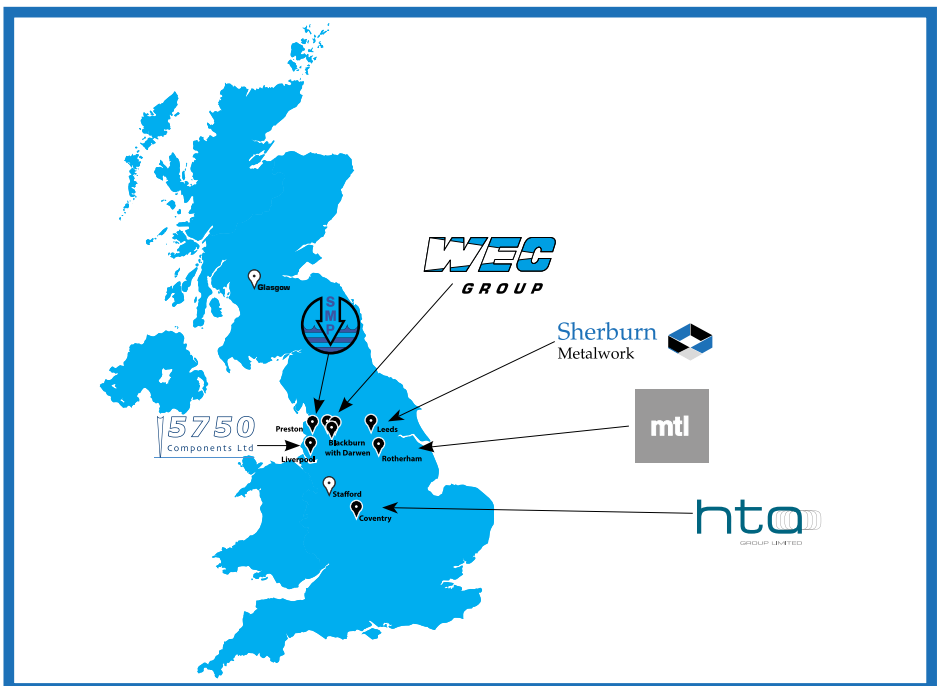 WEC
GROUP
Glasgow
S
M
P
Sherburn
Metalwork
mtl
5750
Components Ltd
Preston
Leeds
Blackburn
with Darwen
Liverpool
Rotherham
Stafford
Coventry
hta
GROUP LIMITED